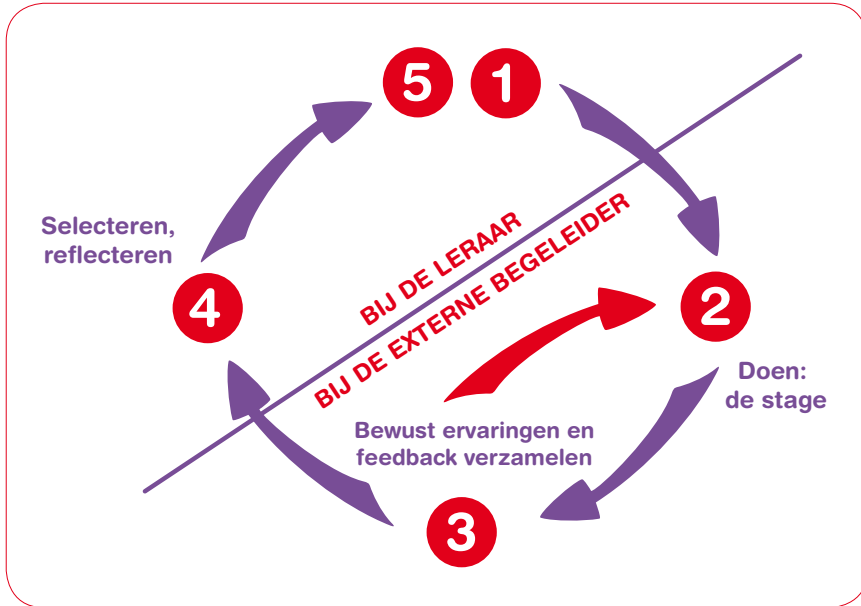 5 1
Selecteren,
reflecteren
4
BIJ DE LERAAR
BIJ DE EXTERNE BEGELEIDER
2
Doen:
de stage
Bewust ervaringen en
feedback verzamelen
3